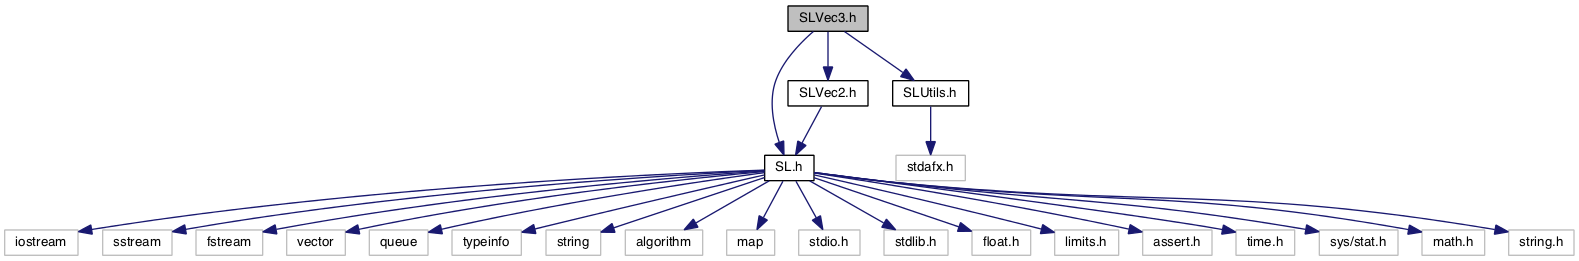 SLVec3.h
SLVec2.h
SLUtils.h
SL.h
stdafx.h
iostream
sstream
fstream
vector
queue
typeinfo
string
algorithm
map
stdio.h
stdlib.h
float.h
limits.h
assert.h
time.h
sys/stat.h
math.h
string.h